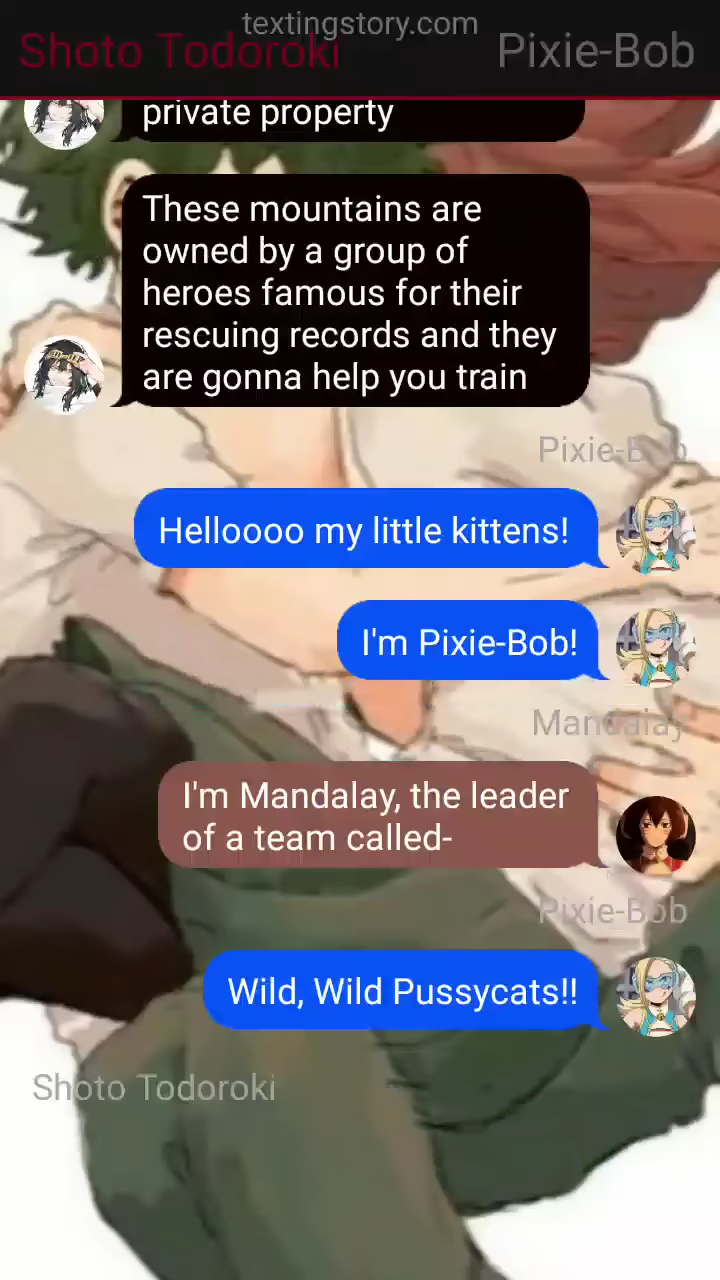 textingstory.com
Shoto Todoroki
Pixie-Bob
private property
These mountains are
owned by a group of
heroes famous for their
rescuing records and they
are gonna help you train
Pixie-Bob
Helloooo my little kittens!
I'm Pixie-Bob!
Mandalay
I'm Mandalay, the leader
of a team called-
Pixie-Bob
Wild, Wild Pussycats!!
Shoto Todoroki